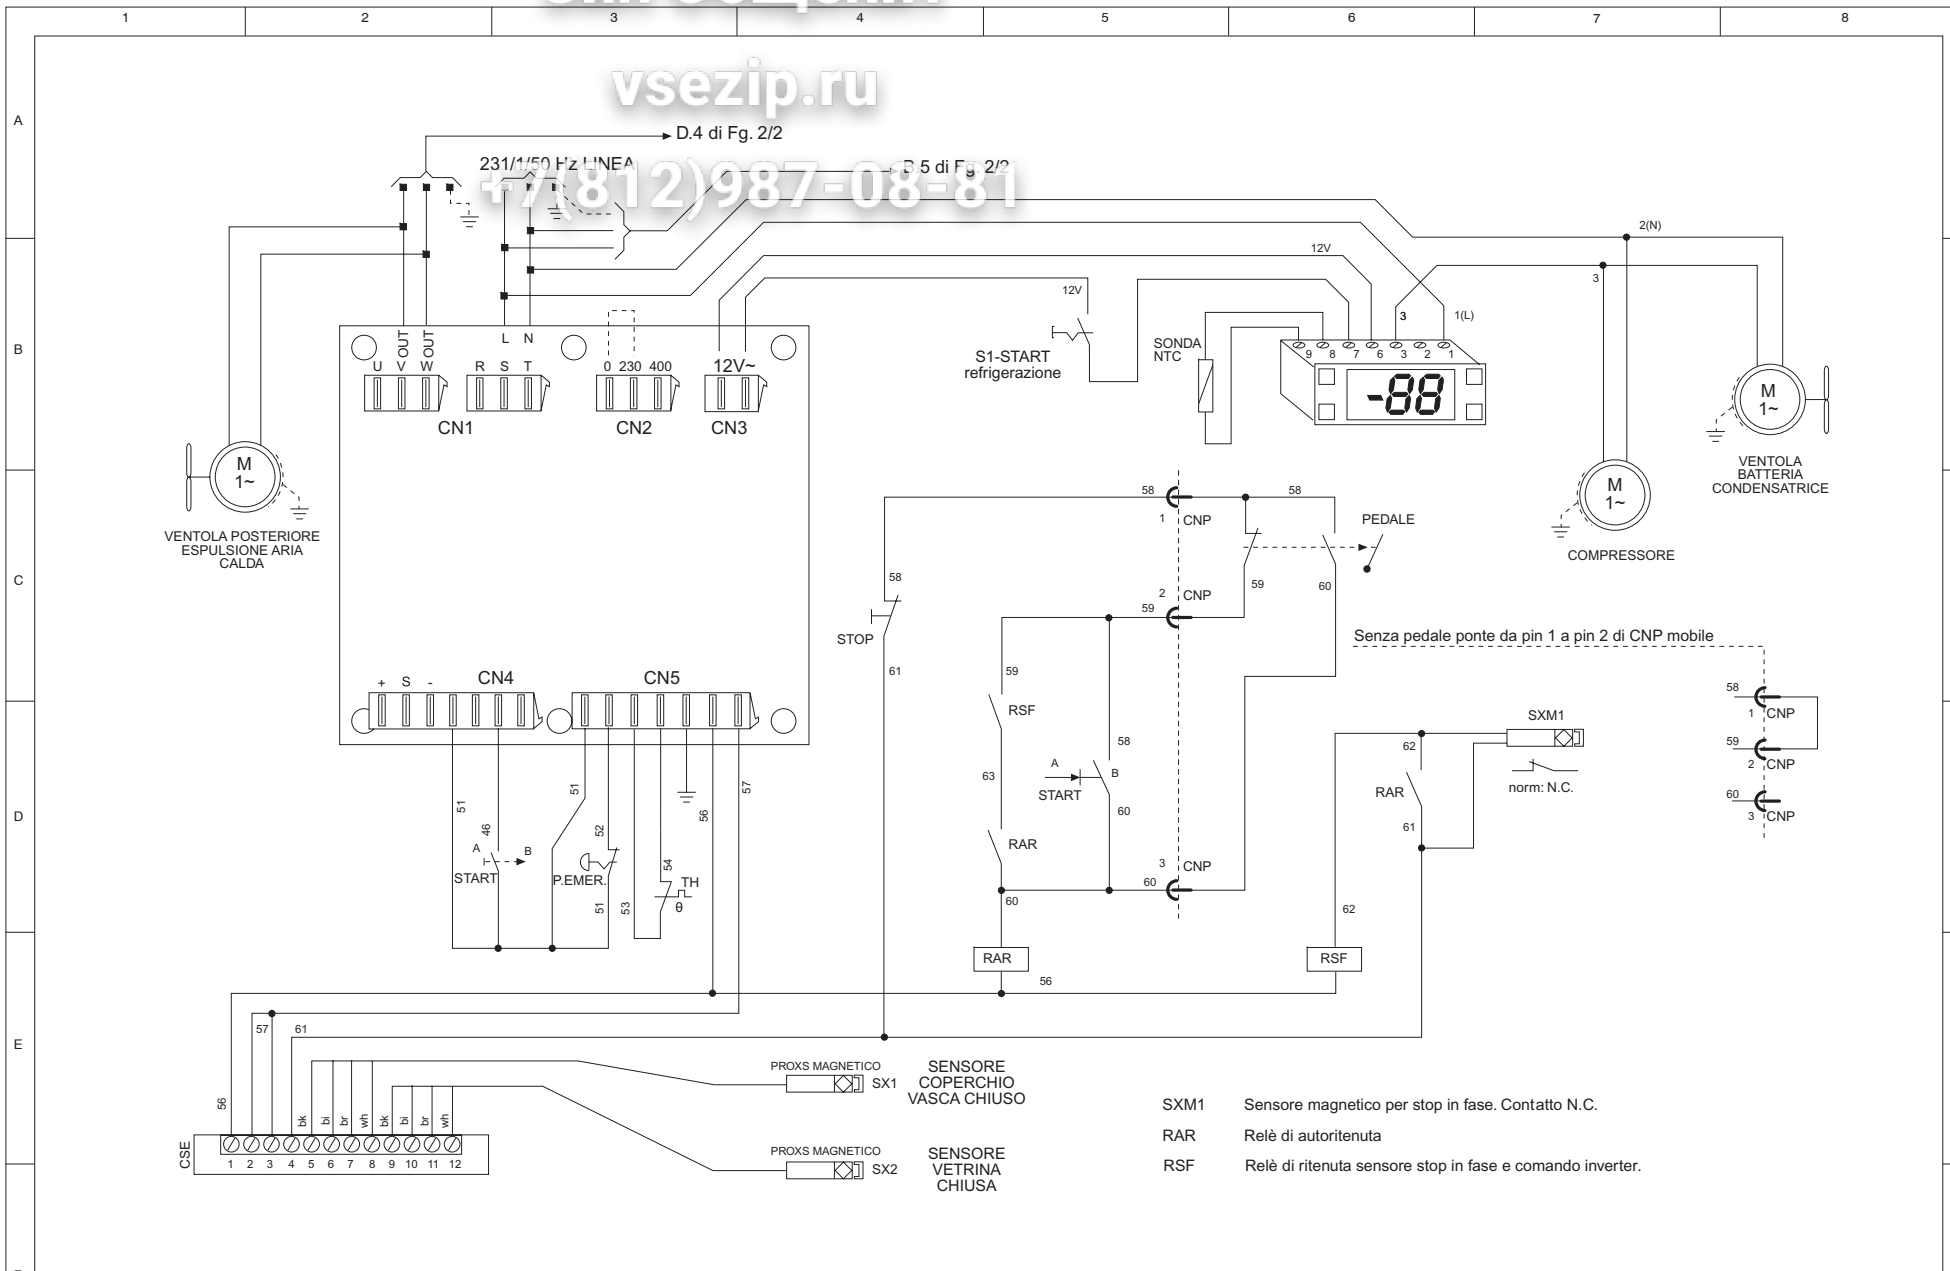 1 2 3 4 5 6 7 8
vsezip.ru
A
D.4 di Fg. 2/2
231/1/50 Hz LINEA
B.5 di Fg. 2/2
+7(812)987-08-81
2(N)
12V
3
12V
B
L N
OUT OUT
U V W
R S T
0 230 400
12V~
CN1
CN2
CN3
S1-START
refrigerazione
SONDA
NTC
3
1(L)
9 8 7 6 3 2 1
-88
M
1~
VENTOLA
BATTERIA
CONDENSATRICE
M
1~
VENTOLA POSTERIORE
ESPULSIONE ARIA
CALDA
M
1~
COMPRESSORE
C
58
1 CNP
58
PEDALE
58
STOP
61
2 CNP
59
59
60
Senza pedale ponte da pin 1 a pin 2 di CNP mobile
+ S -
CN4
CN5
59
RSF
63
RAR
58
A
B
START
60
3 CNP
60
60
SXM1
62
RAR
61
norm: N.C.
62
58
1 CNP
59
2 CNP
60
3 CNP
D
51
46
A
B
START
51
52
P.EMER.
51
53
54
TH
θ
56
57
RAR
RSF
56
E
57
61
56
bk
bi
br
wh
bk
bi
br
wh
CSE
1 2 3 4 5 6 7 8 9 10 11 12
PROXS MAGNETICO
SX1
SENSORE
COPERCHIO
VASCA CHIUSO
PROXS MAGNETICO
SX2
SENSORE
VETRINA
CHIUSA
SXM1 Sensore magnetico per stop in fase. Contatto N.C.
RAR Relè di autoritenuta
RSF Relè di ritenuta sensore stop in fase e comando inverter.